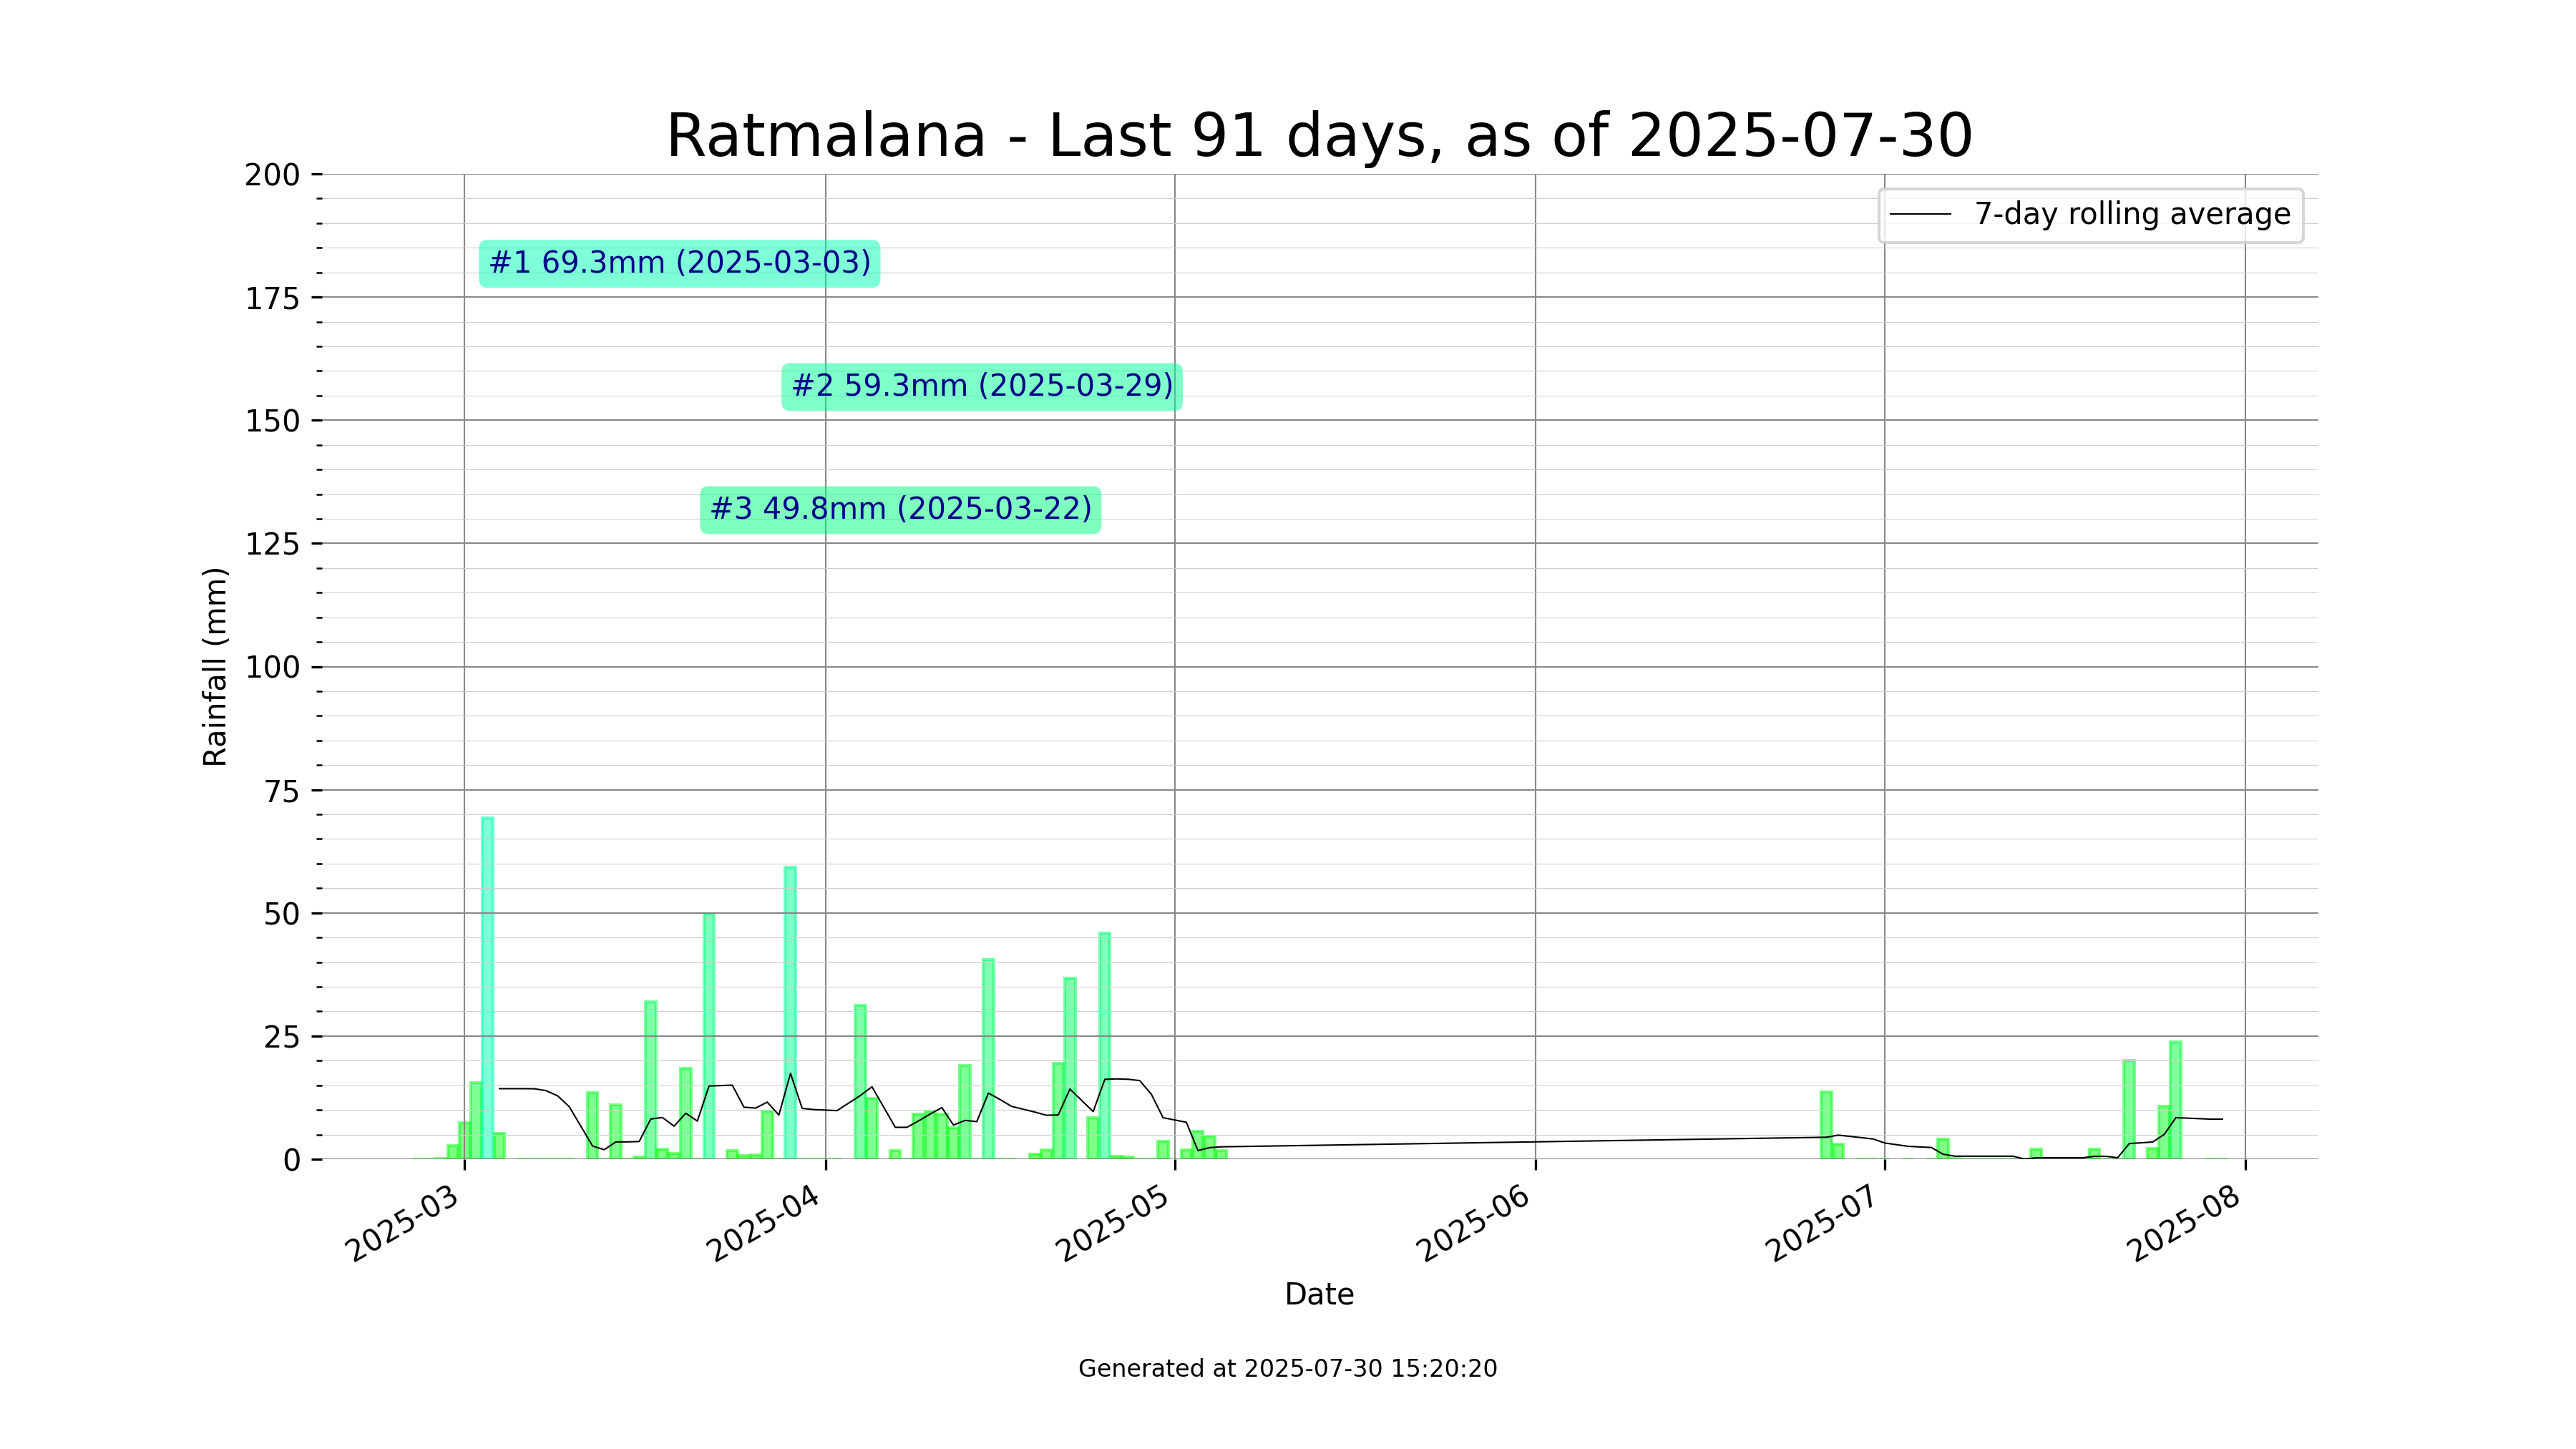 Ratmalana - Last 91 days, as of 2025-07-30
7-day rolling average
#1 69.3mm (2025-03-03)
#2 59.3mm (2025-03-29)
#3 49.8mm (2025-03-22)
Rainfall (mm)
200
175
150
125
100
75
50
25
0
2025-03
2025-04
2025-05
2025-06
2025-07
2025-08
Date
Generated at 2025-07-30 15:20:20